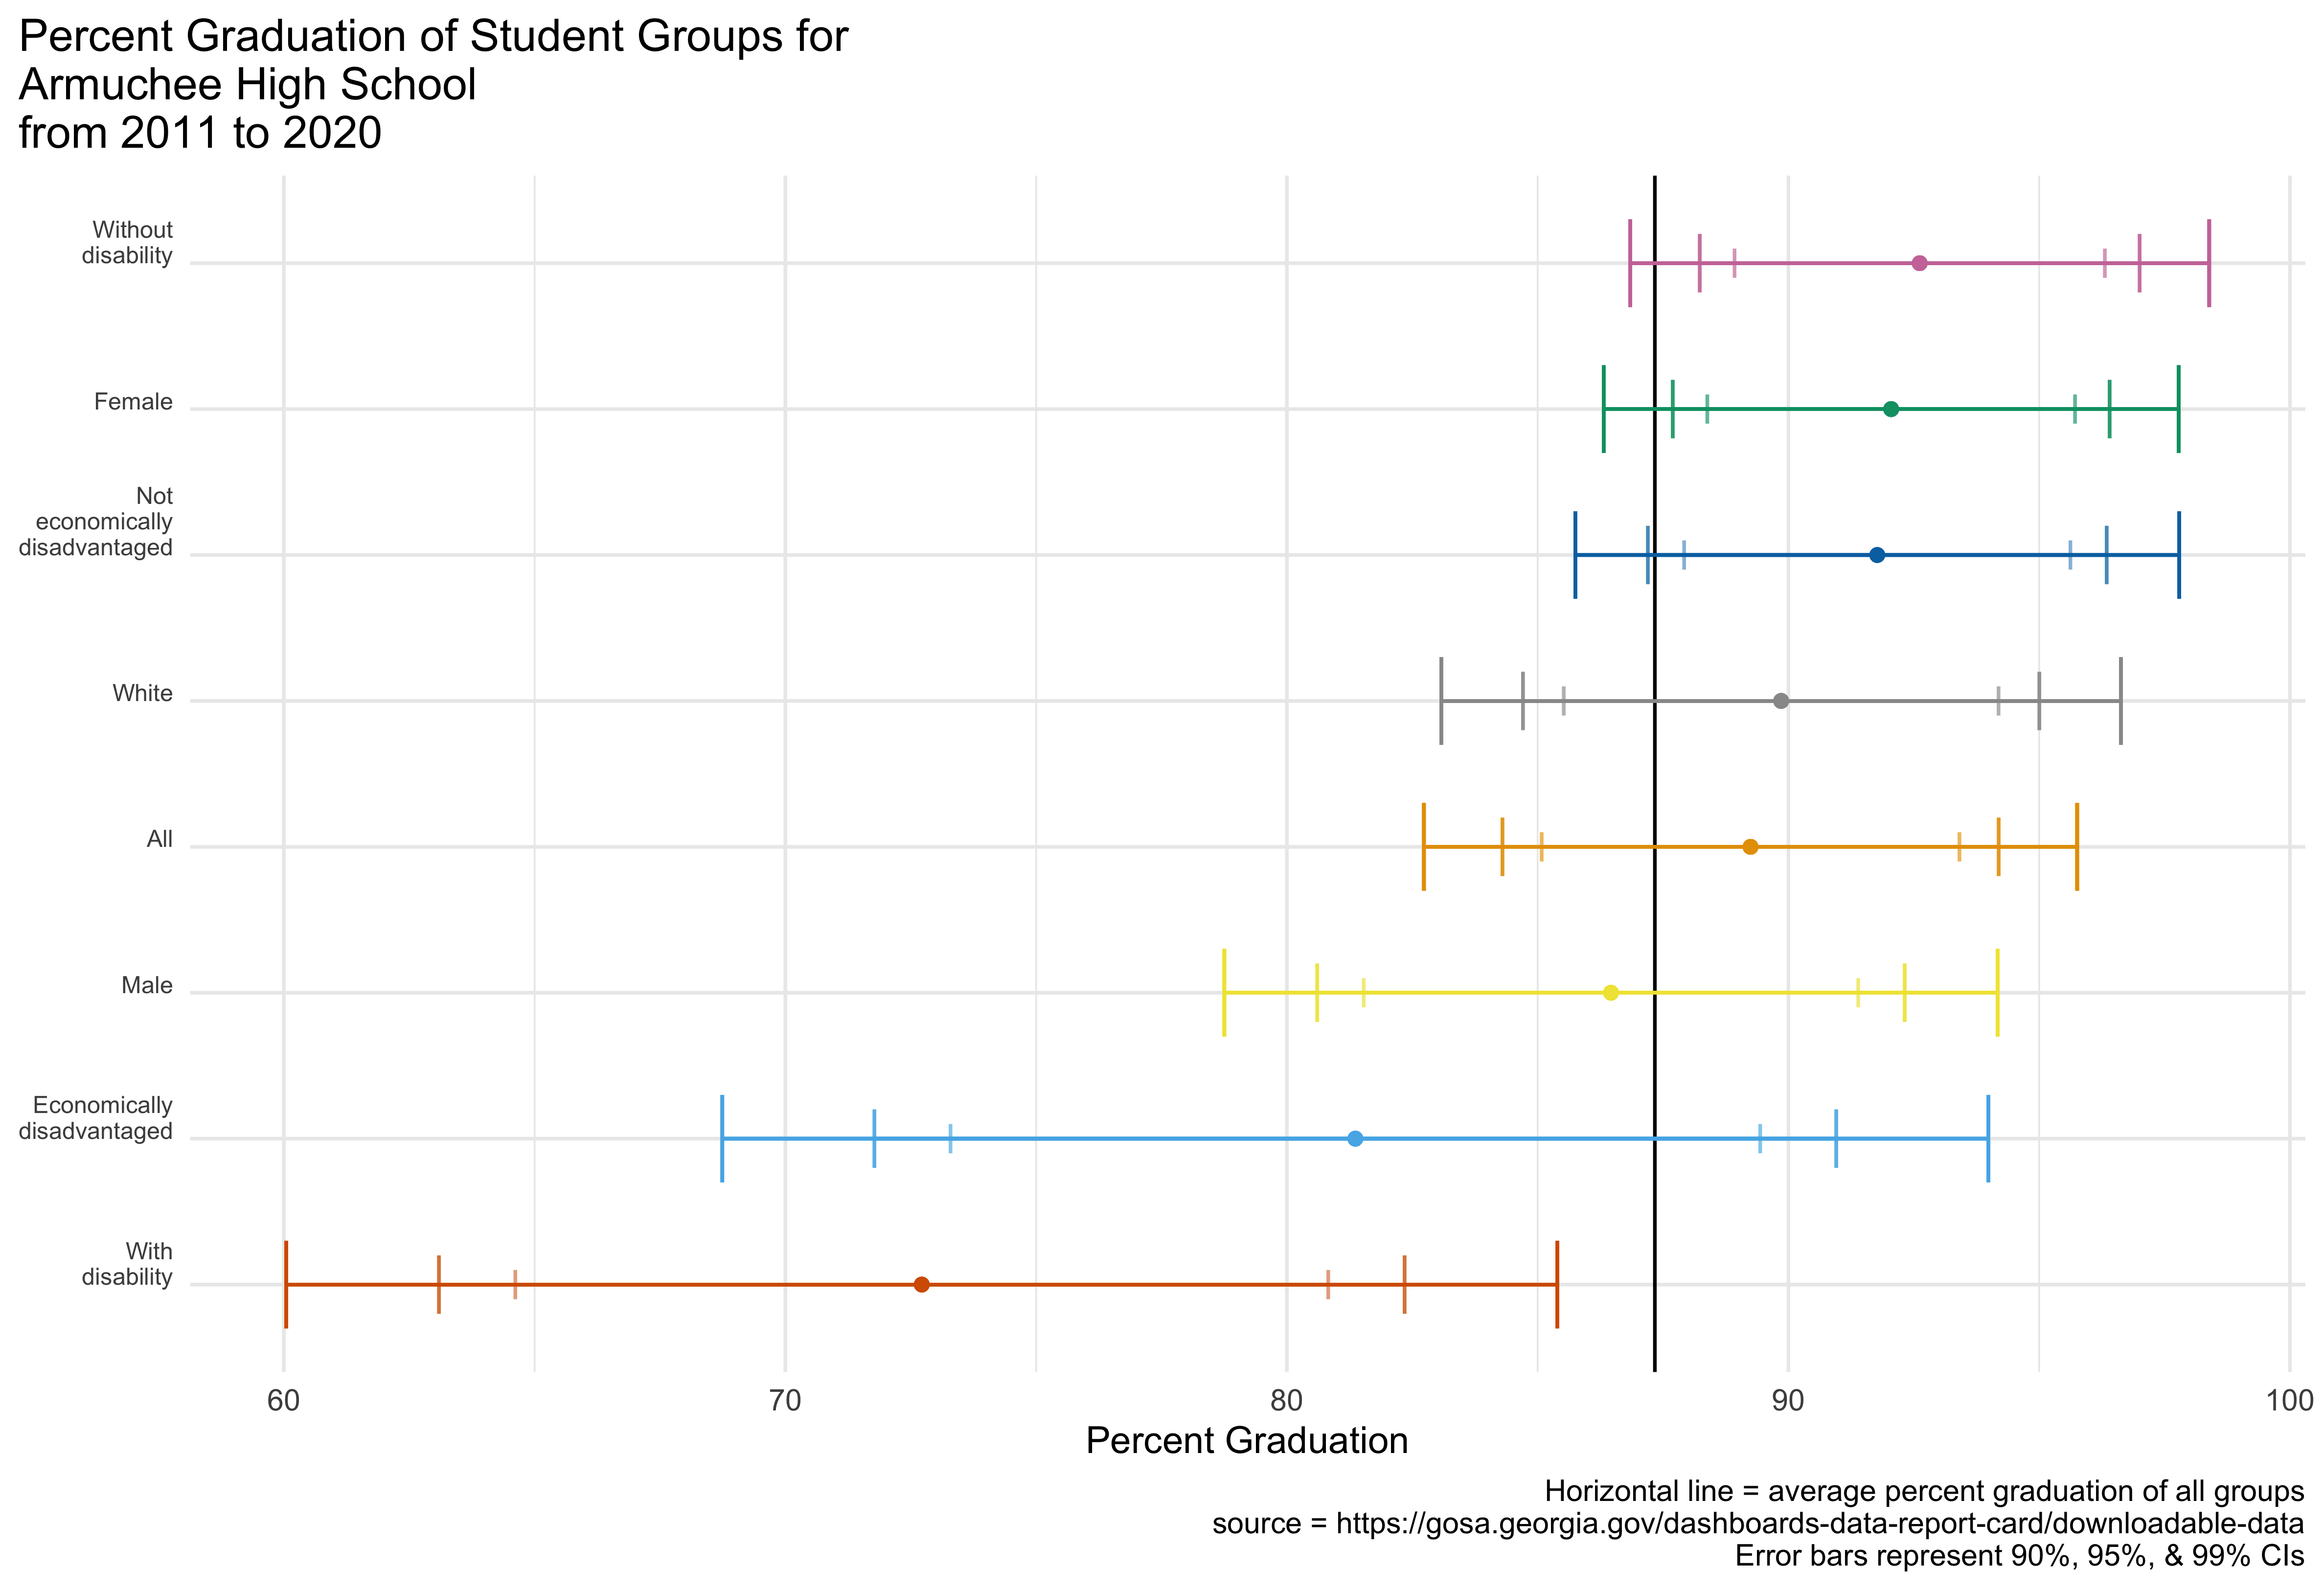 Percent Graduation of Student Groups for
Armuchee High School
from 2011 to 2020
Without
disability
Female
Not
economically
disadvantaged
White
All
Male
Economically
disadvantaged
With
disability
60 70 80 90 100
Percent Graduation
Horizontal line = average percent graduation of all groups
source = https://gosa.georgia.gov/dashboards-data-report-card/downloadable-data
Error bars represent 90%, 95%, & 99% CIs